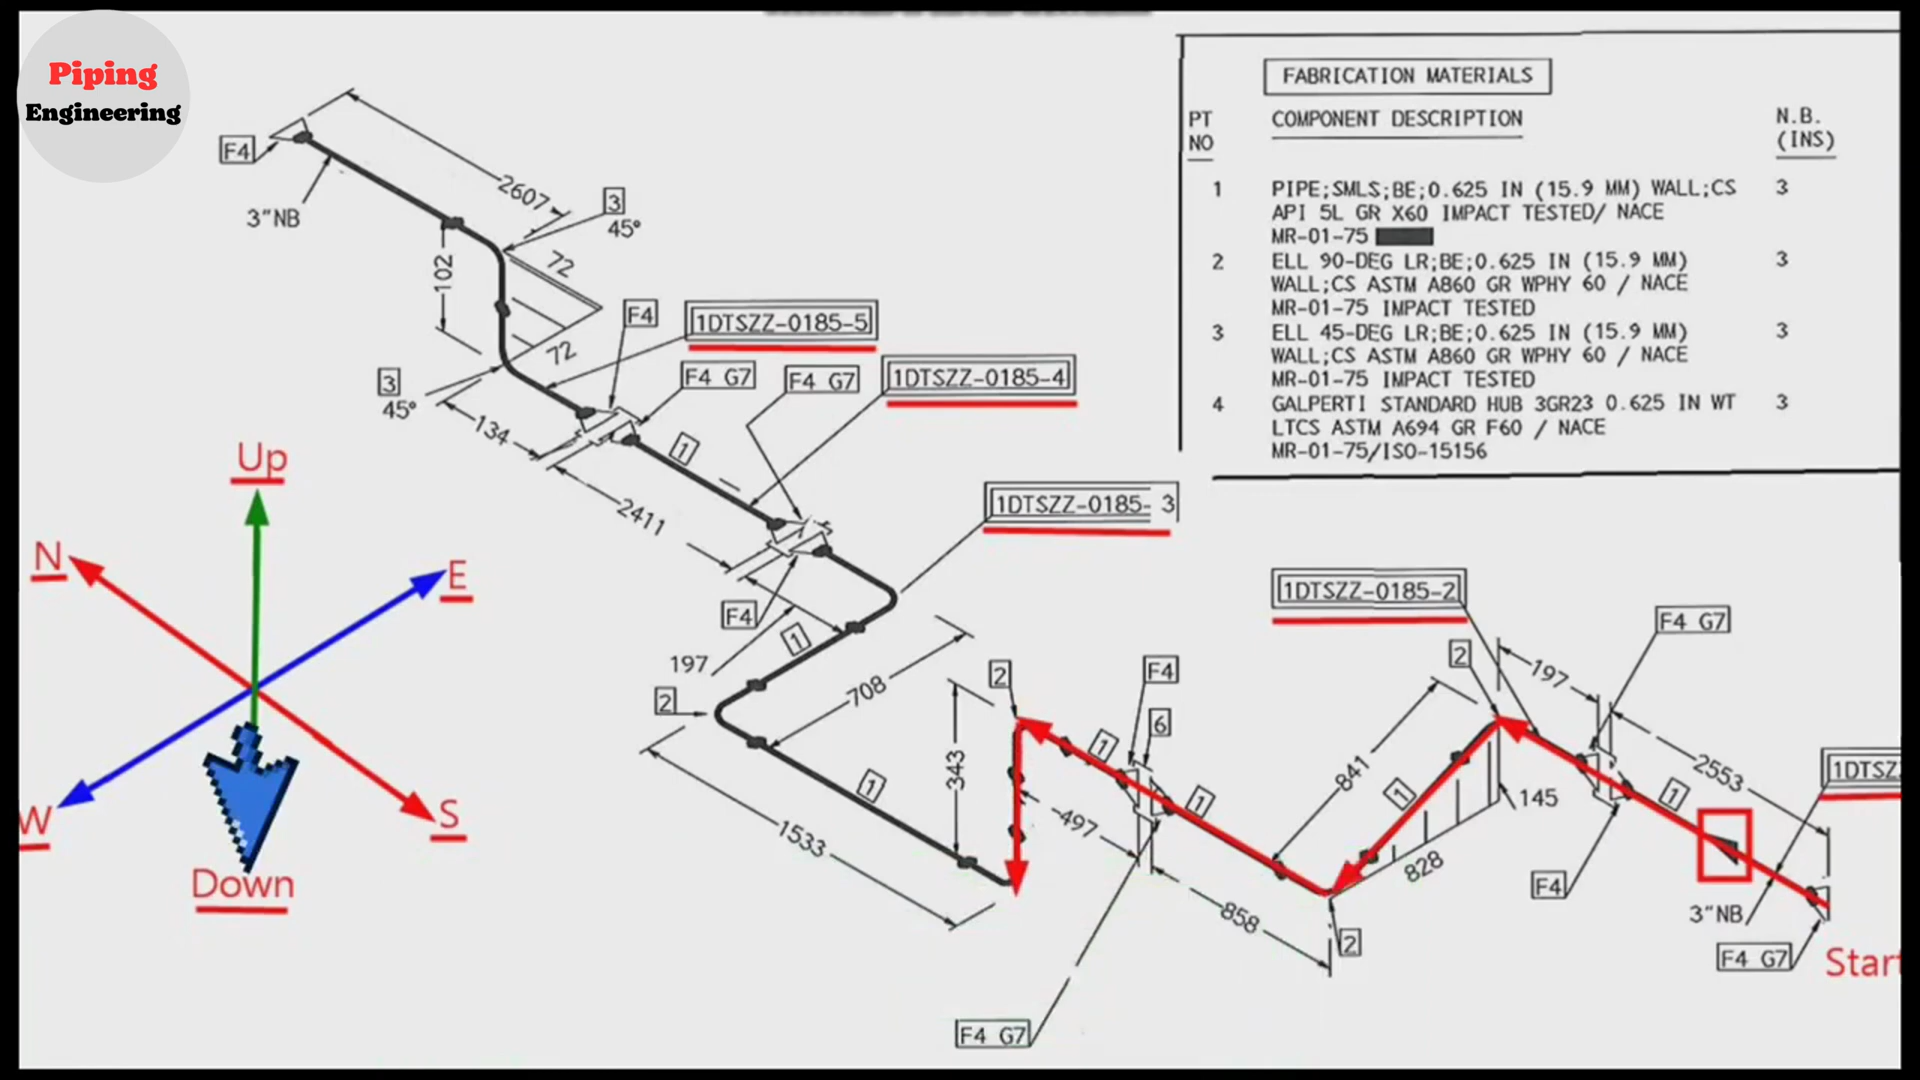 Piping
Engineering
FABRICATION MATERIALS
PT
NO
COMPONENT DESCRIPTION
N.B.
(INS)
1
PIPE;SMLS;BE;0.625 IN (15.9 MM) WALL;CS
3
API 5L GR X60 IMPACT TESTED/ NACE
MR-01-75
2
ELL 90-DEG LR;BE;0.625 IN (15.9 MM)
3
WALL;CS ASTM A860 GR WPHY 60 / NACE
MR-01-75 IMPACT TESTED
3
ELL 45-DEG LR;BE;0.625 IN (15.9 MM)
3
WALL;CS ASTM A860 GR WPHY 60 / NACE
MR-01-75 IMPACT TESTED
4
GALPERTI STANDARD HUB 3GR23 0.625 IN WT
3
LTCS ASTM A694 GR F60 / NACE
MR-01-75/ISO-15156
F4
3"NB
2607
3
45°
102
72
72
F4
1DTSZZ-0185-5
F4 G7
F4 G7
1DTSZZ-0185-4
3
45°
134
1
2411
1DTSZZ-0185- 3
F4
1
197
2
708
1
1533
2
343
F4
6
1
497
1
858
F4 G7
841
1
1DTSZZ-0185-2
2
197
F4 G7
2553
1
145
828
2
F4
3"NB
F4 G7
1DTSZ
Start
Up
N
E
W
S
Down